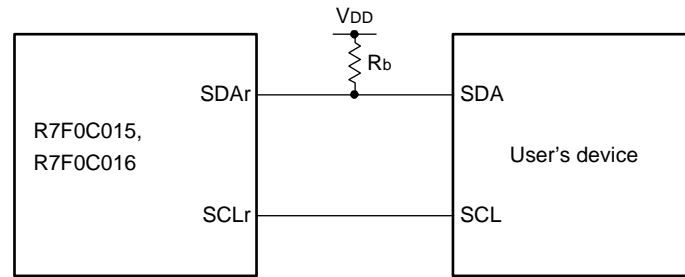 VDD
Rb
SDAr
SDA
R7F0C015,
R7F0C016
User's device
SCLr
SCL